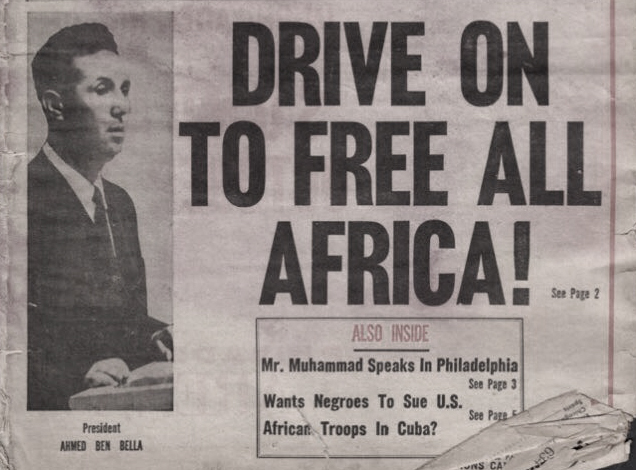 DRIVE ON
TO FREE ALL
AFRICA!
See Page 2
ALSO INSIDE
Mr. Muhammad Speaks In Philadelphia
See Page 3
Wants Negroes To Sue U.S.
See Page
African Troops In Cuba?
President
AHMED BEN BELLA